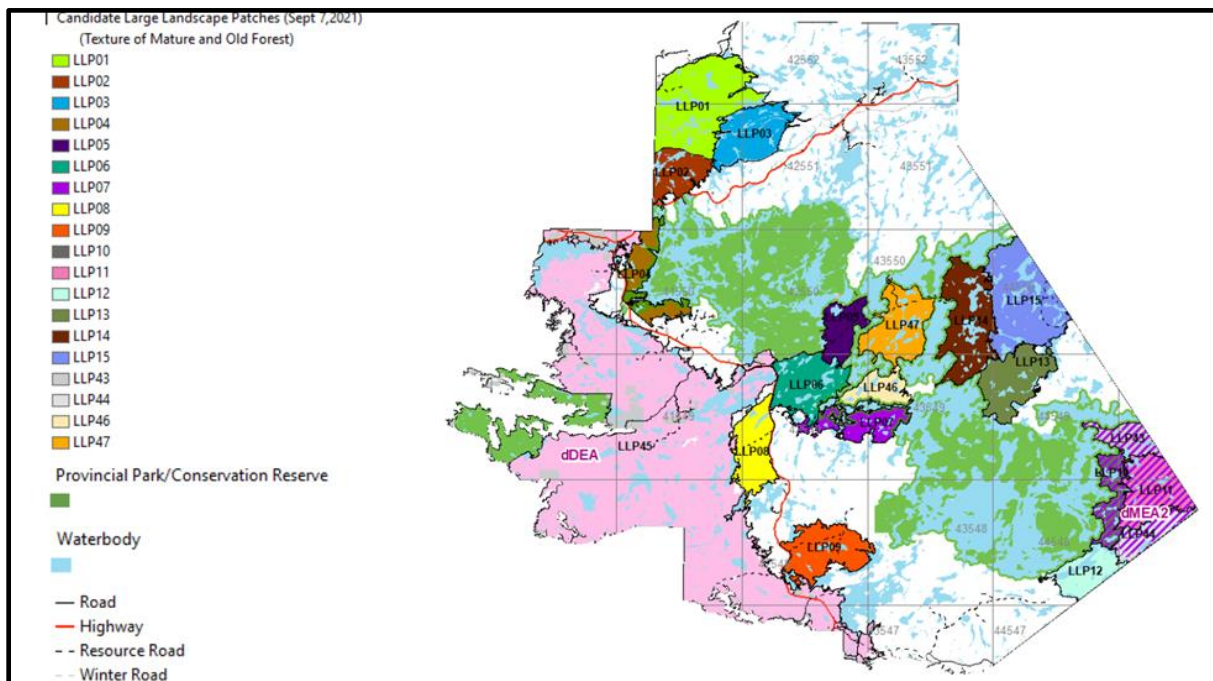 Candidate Large Landscape Patches (Sept 7,2021)
(Texture of Mature and Old Forest)
LLP01
LLP02
LLP03
LLP04
LLP05
LLP06
LLP07
LLP08
LLP09
LLP10
LLP11
LLP12
LLP13
LLP14
LLP15
LLP43
LLP44
LLP46
LLP47
Provincial Park/Conservation Reserve
Waterbody
Road
Highway
Resource Road
Winter Road
42552
43552
LLP01
LLP03
42551
43551
LLP02
43550
LLP04
LLP15
LLP47
LLP13
LLP06
LLP46
43549
LLP45
dDEA
LLP08
LLP11
dMEA2
43548
LLP44
LLP09
LLP12
44547